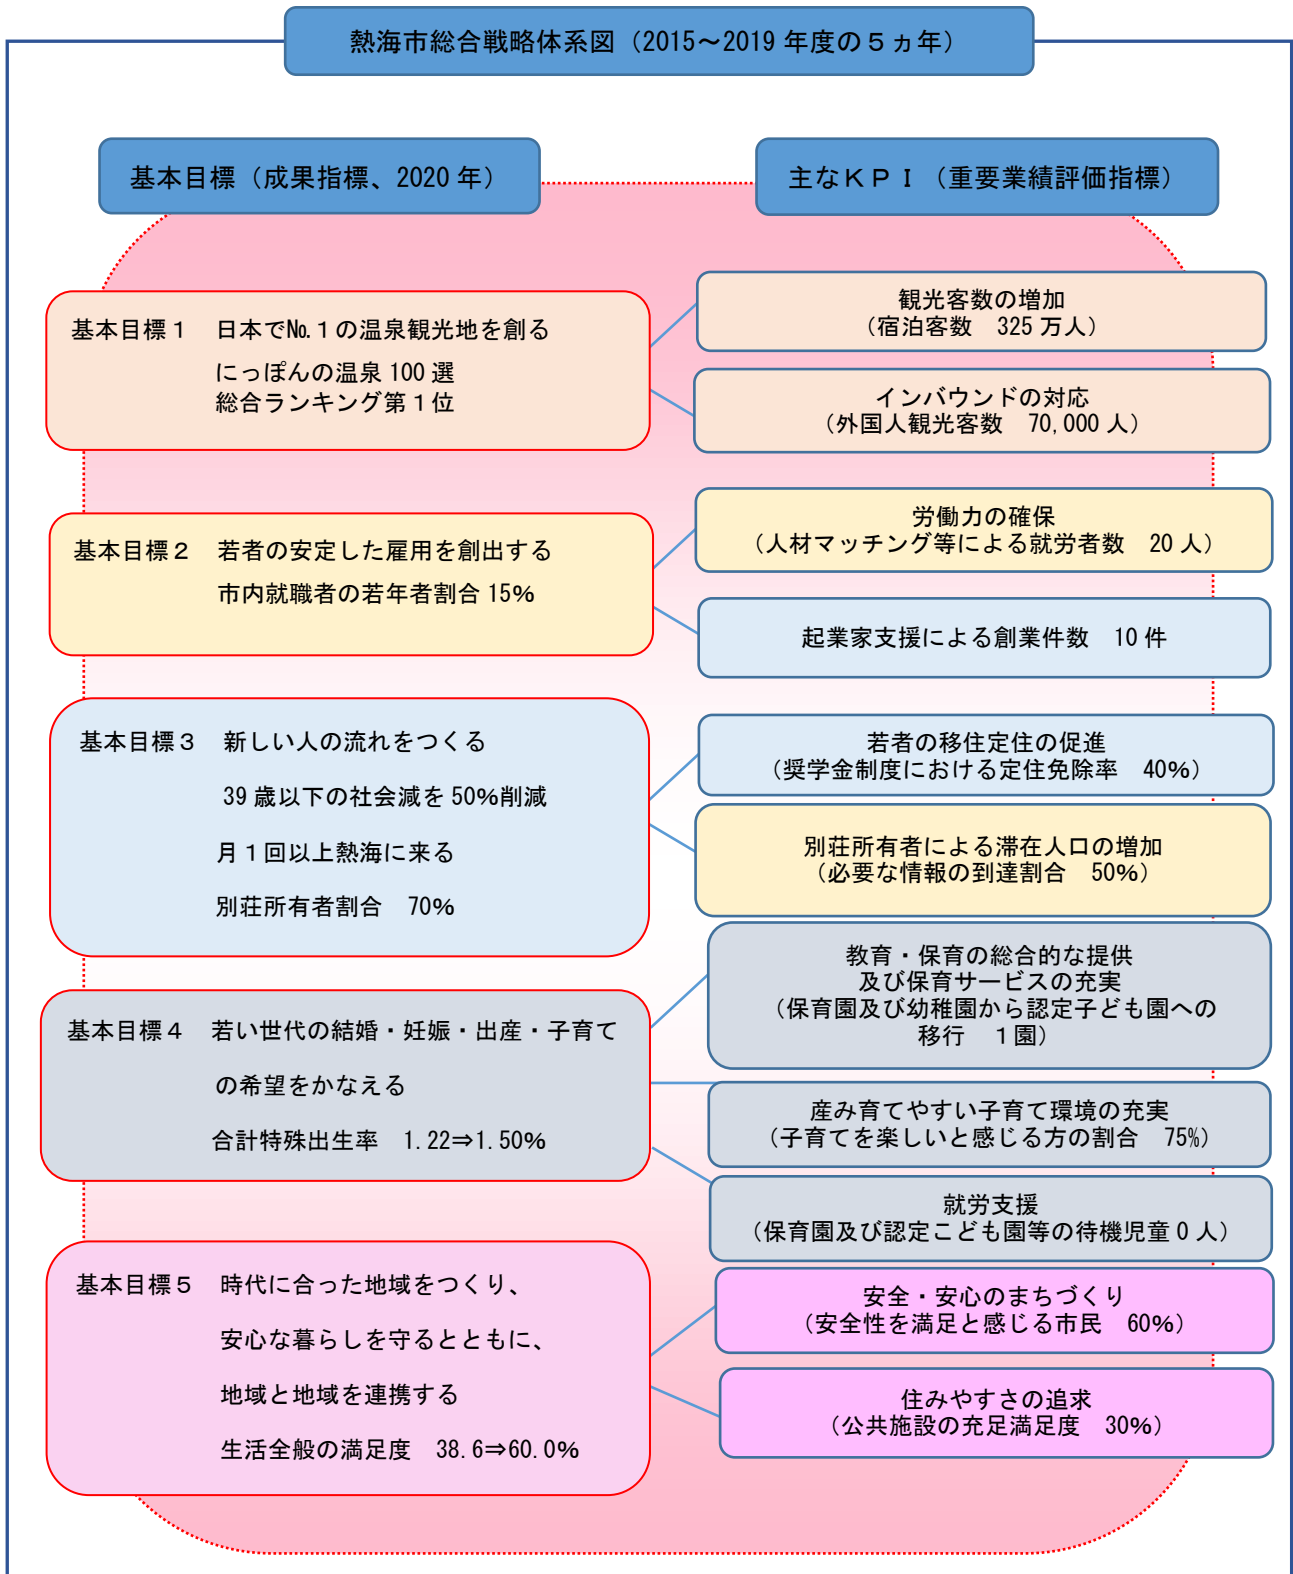 熱海市総合戦略体系図（2015～2019 年度の５ヵ年）
基本目標（成果指標、2020 年）
主なＫＰＩ（重要業績評価指標）
基本目標１　日本で№１の温泉観光地を創る
にっぽんの温泉 100 選
総合ランキング第１位
観光客数の増加
（宿泊客数　325 万人）
インバウンドの対応
（外国人観光客数　70,000 人）
基本目標２　若者の安定した雇用を創出する
市内就職者の若年者割合 15%
労働力の確保
（人材マッチング等による就労者数　20 人）
起業家支援による創業件数　10 件
基本目標３　新しい人の流れをつくる
39 歳以下の社会減を 50%削減
月１回以上熱海に来る
別荘所有者割合　70%
若者の移住定住の促進
（奨学金制度における定住免除率　40%）
別荘所有者による滞在人口の増加
（必要な情報の到達割合　50%）
基本目標４　若い世代の結婚・妊娠・出産・子育て
の希望をかなえる
合計特殊出生率　1.22⇒1.50%
教育・保育の総合的な提供
及び保育サービスの充実
（保育園及び幼稚園から認定子ども園への
移行　１園）
産み育てやすい子育て環境の充実
（子育てを楽しいと感じる方の割合　75%）
就労支援
（保育園及び認定こども園等の待機児童 0 人）
基本目標５　時代に合った地域をつくり、
安心な暮らしを守るとともに、
地域と地域を連携する
生活全般の満足度　38.6⇒60.0%
安全・安心のまちづくり
（安全性を満足と感じる市民　60%）
住みやすさの追求
（公共施設の充足満足度　30%）